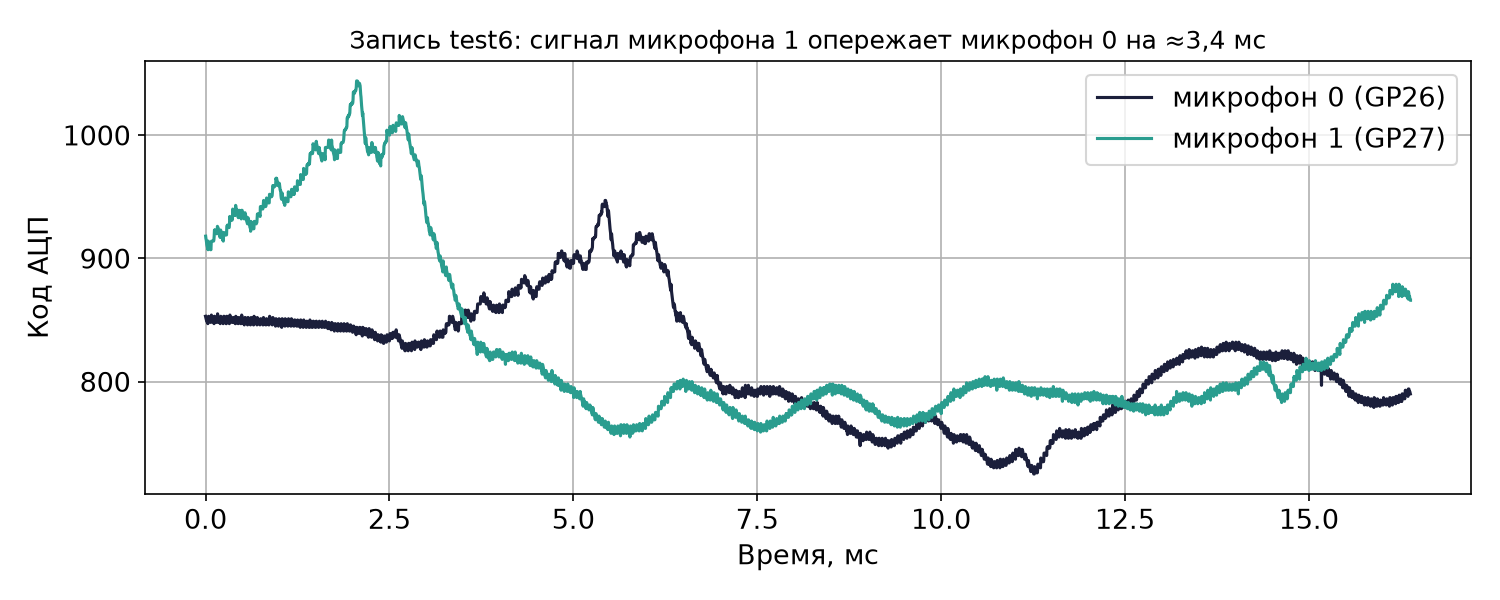 Запись test6: сигнал микрофона 1 опережает микрофон 0 на ≈3,4 мс
микрофон 0 (GP26)
микрофон 1 (GP27)
Код АЦП
1000
900
800
0.0 2.5 5.0 7.5 10.0 12.5 15.0
Время, мс